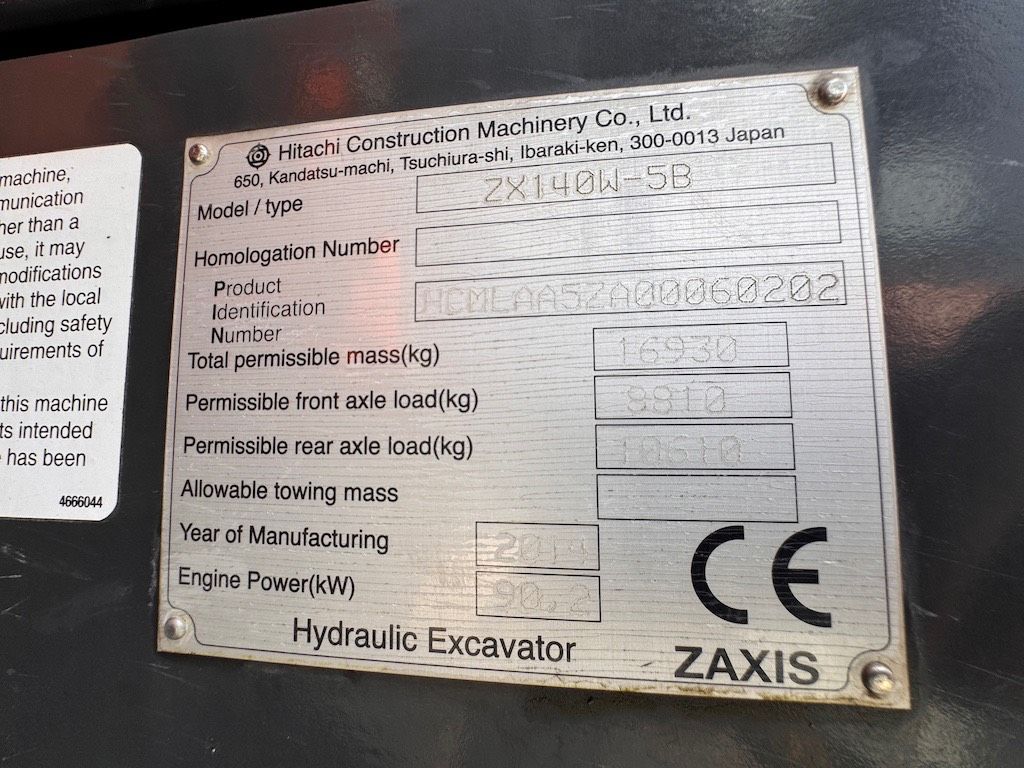 machine,
munication
her than a
use, it may
modifications
with the local
cluding safety
uirements of
this machine
ts intended
e has been
4666044
Hitachi Construction Machinery Co., Ltd.
650, Kandatsu-machi, Tsuchiura-shi, Ibaraki-ken, 300-0013 Japan
Model / type ZX140W-5B
Homologation Number
Product
Identification HCMLAA5ZA00060202
Number
Total permissible mass(kg) 16930
Permissible front axle load(kg) 8810
Permissible rear axle load(kg) 10610
Allowable towing mass
Year of Manufacturing 2014
Engine Power(kW) 90.2
CE
Hydraulic Excavator
ZAXIS